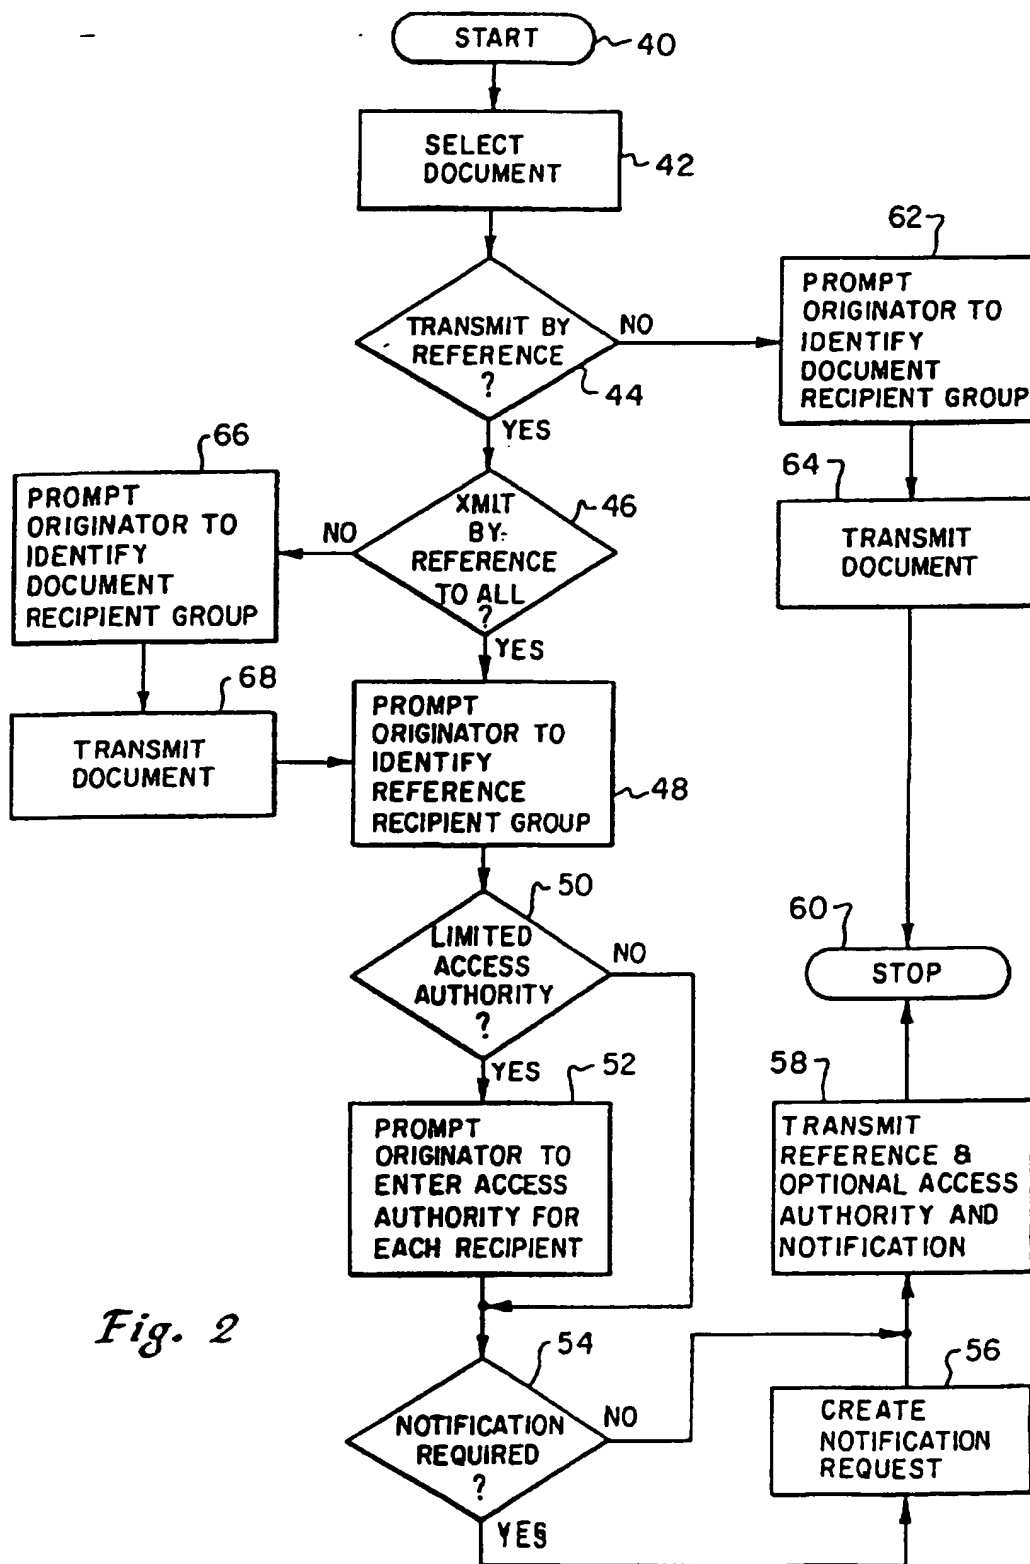 START
40
SELECT
DOCUMENT
42
TRANSMIT BY
REFERENCE
?
44
NO
YES
62
PROMPT
ORIGINATOR TO
IDENTIFY
DOCUMENT
RECIPIENT GROUP
64
TRANSMIT
DOCUMENT
XMIT
BY
REFERENCE
TO ALL
?
46
NO
YES
66
PROMPT
ORIGINATOR TO
IDENTIFY
DOCUMENT
RECIPIENT GROUP
68
TRANSMIT
DOCUMENT
PROMPT
ORIGINATOR TO
IDENTIFY
REFERENCE
RECIPIENT GROUP
48
LIMITED
ACCESS
AUTHORITY
?
50
NO
YES
52
PROMPT
ORIGINATOR TO
ENTER ACCESS
AUTHORITY FOR
EACH RECIPIENT
54
NOTIFICATION
REQUIRED
?
NO
YES
56
CREATE
NOTIFICATION
REQUEST
58
TRANSMIT
REFERENCE &
OPTIONAL ACCESS
AUTHORITY AND
NOTIFICATION
60
STOP
Fig. 2